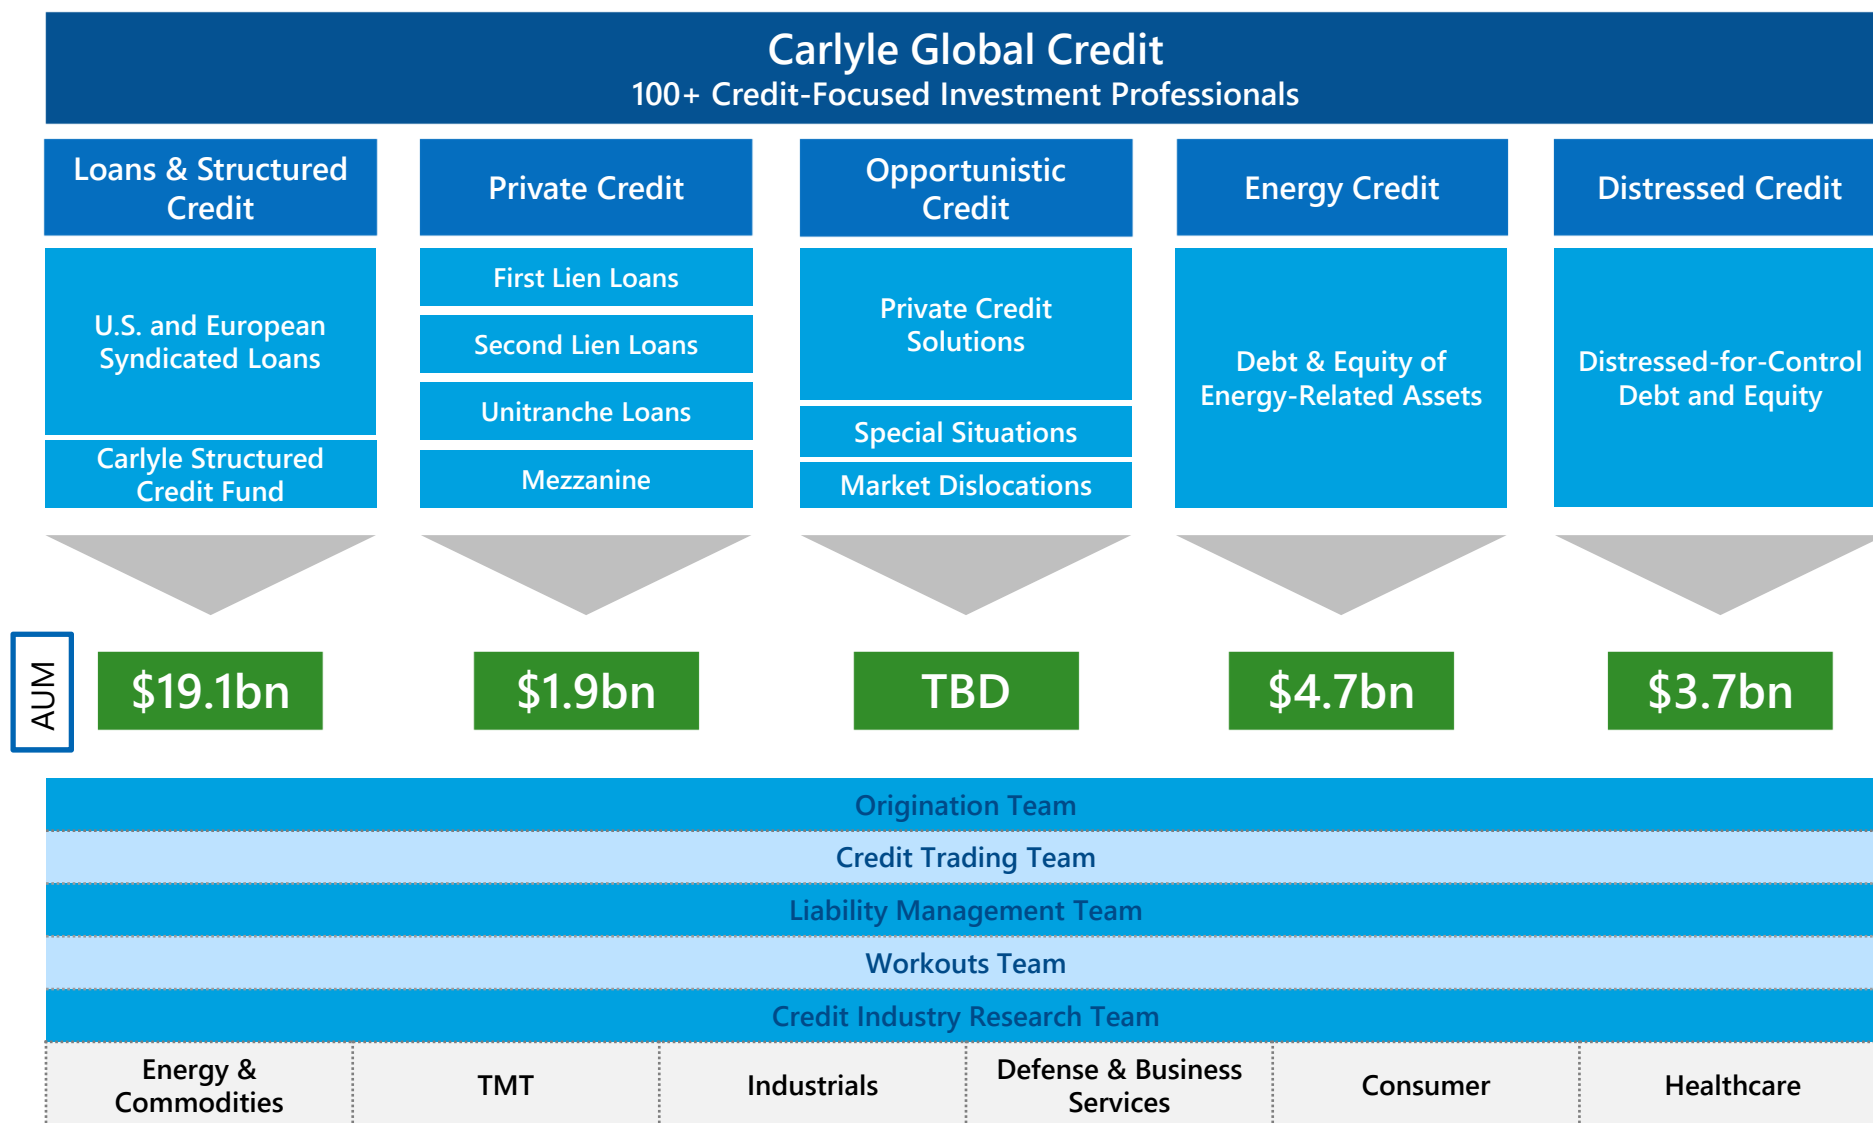 Carlyle Global Credit
100+ Credit-Focused Investment Professionals
Loans & Structured
Credit
Private Credit
Opportunistic
Credit
Energy Credit
Distressed Credit
U.S. and European
Syndicated Loans
Carlyle Structured
Credit Fund
First Lien Loans
Second Lien Loans
Unitranche Loans
Mezzanine
Private Credit
Solutions
Special Situations
Market Dislocations
Debt & Equity of
Energy-Related Assets
Distressed-for-Control
Debt and Equity
AUM
$19.1bn
$1.9bn
TBD
$4.7bn
$3.7bn
Origination Team
Credit Trading Team
Liability Management Team
Workouts Team
Credit Industry Research Team
Energy &
Commodities
TMT
Industrials
Defense & Business
Services
Consumer
Healthcare